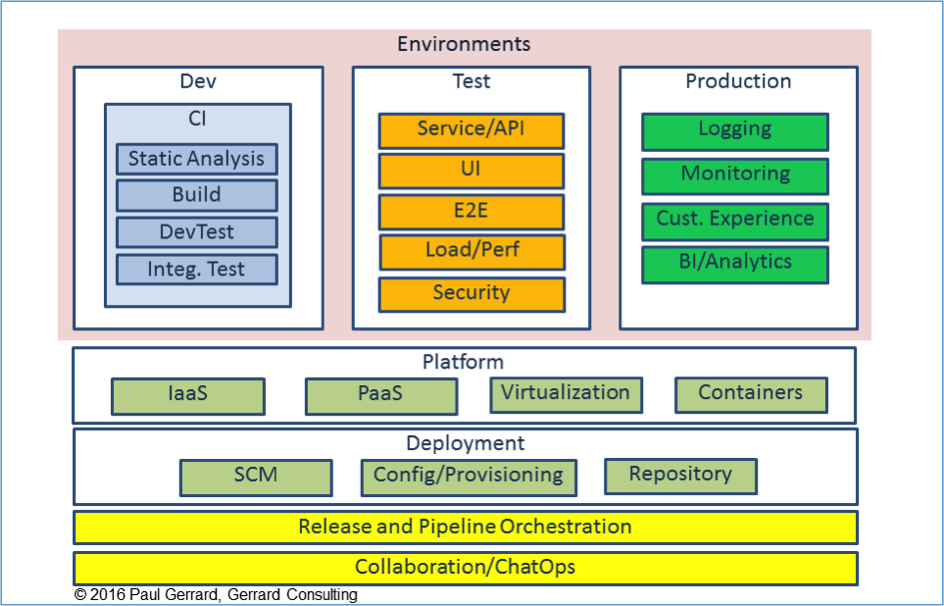 Environments
Dev
CI
Static Analysis
Build
DevTest
Integ. Test
Test
Service/API
UI
E2E
Load/Perf
Security
Production
Logging
Monitoring
Cust. Experience
BI/Analytics
Platform
IaaS
PaaS
Virtualization
Containers
Deployment
SCM
Config/Provisioning
Repository
Release and Pipeline Orchestration
Collaboration/ChatOps
© 2016 Paul Gerrard, Gerrard Consulting